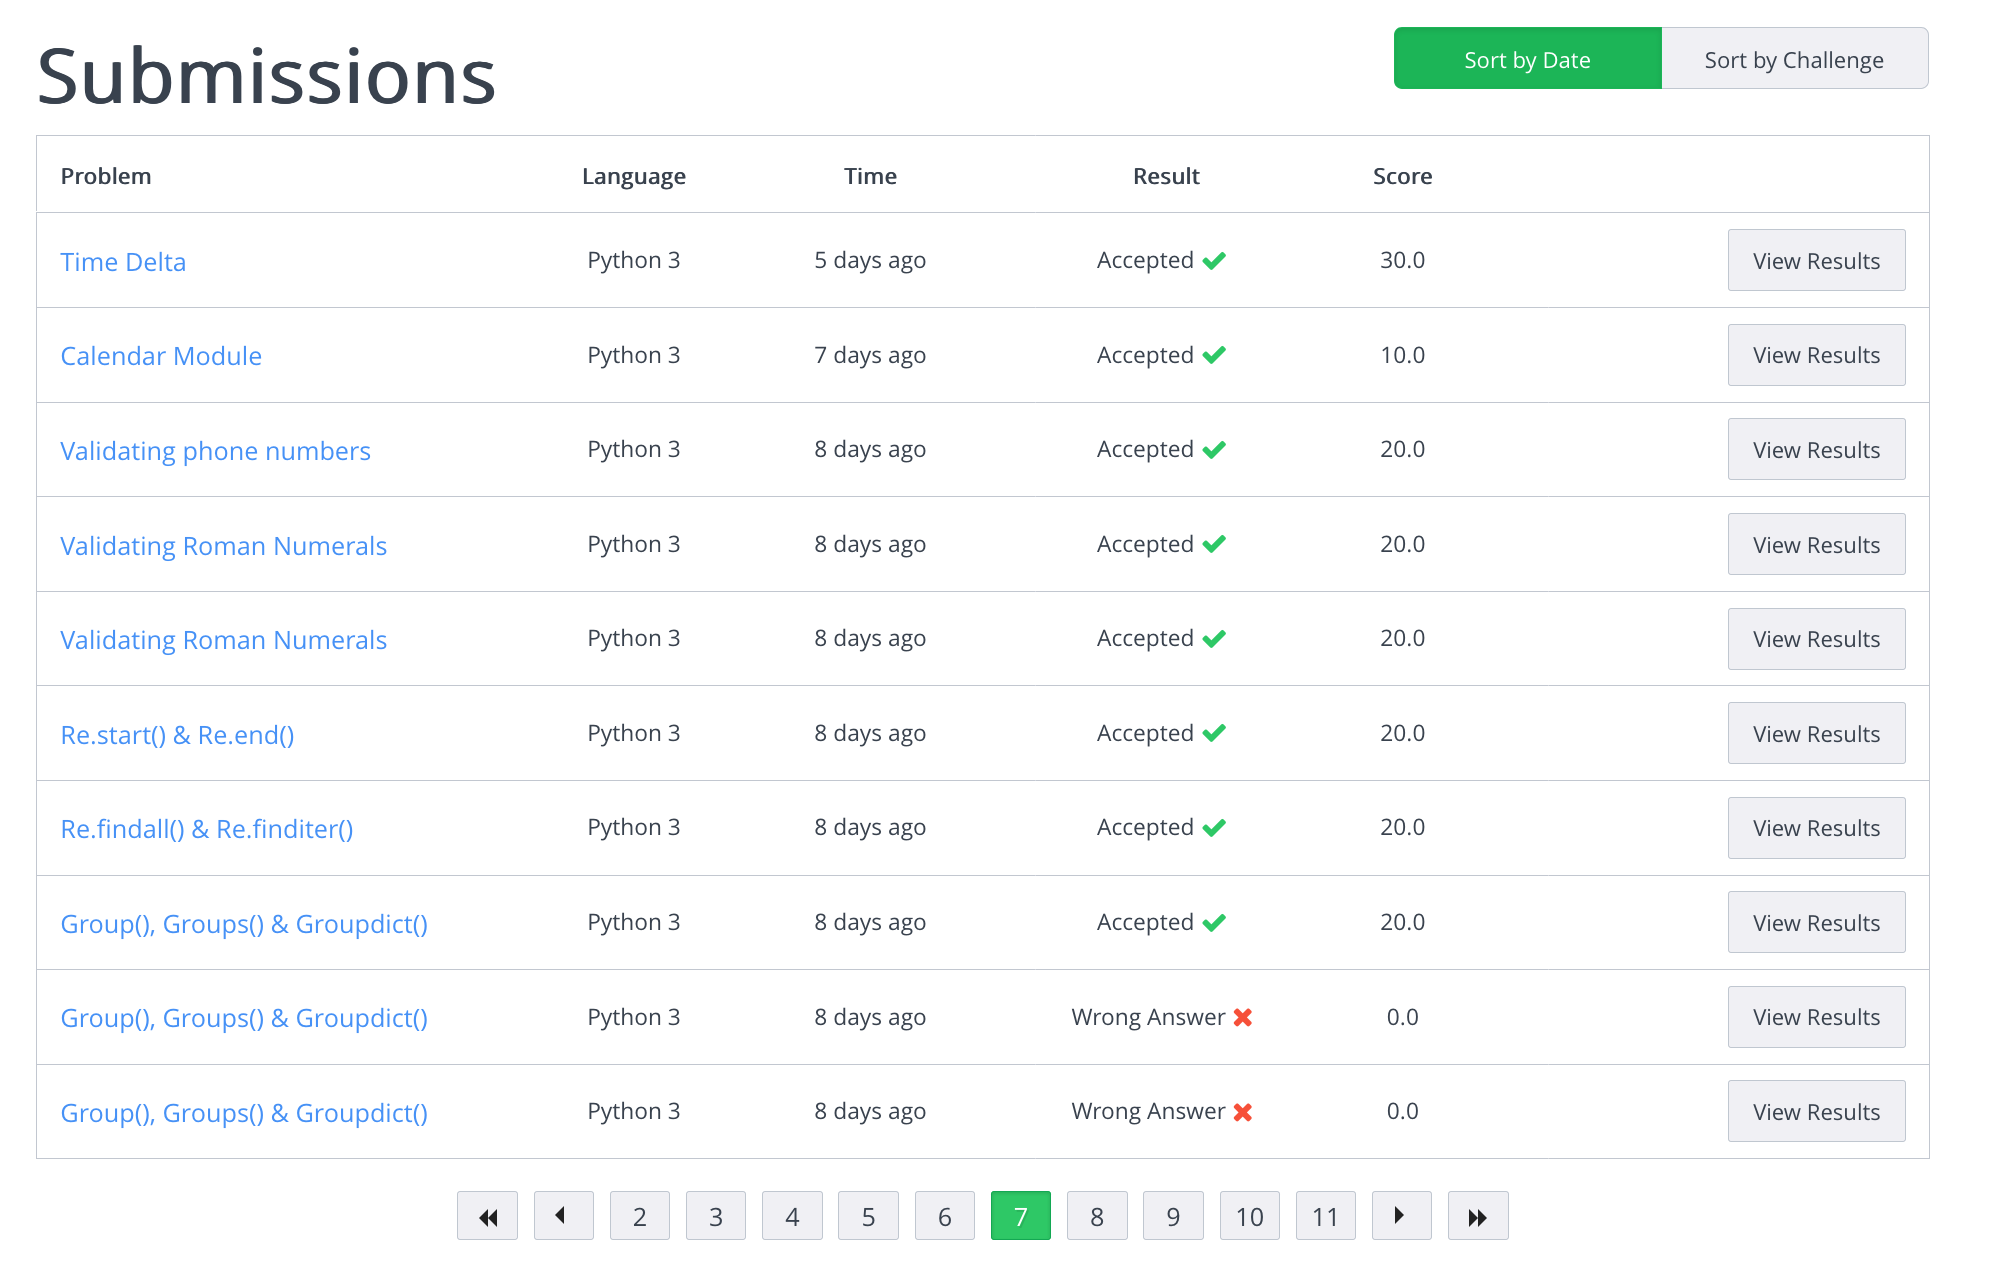 Submissions
Sort by Date Sort by Challenge
Problem Language Time Result Score
Time Delta Python 3 5 days ago Accepted 30.0 View Results
Calendar Module Python 3 7 days ago Accepted 10.0 View Results
Validating phone numbers Python 3 8 days ago Accepted 20.0 View Results
Validating Roman Numerals Python 3 8 days ago Accepted 20.0 View Results
Validating Roman Numerals Python 3 8 days ago Accepted 20.0 View Results
Re.start() & Re.end() Python 3 8 days ago Accepted 20.0 View Results
Re.findall() & Re.finditer() Python 3 8 days ago Accepted 20.0 View Results
Group(), Groups() & Groupdict() Python 3 8 days ago Accepted 20.0 View Results
Group(), Groups() & Groupdict() Python 3 8 days ago Wrong Answer 0.0 View Results
Group(), Groups() & Groupdict() Python 3 8 days ago Wrong Answer 0.0 View Results
2 3 4 5 6 7 8 9 10 11